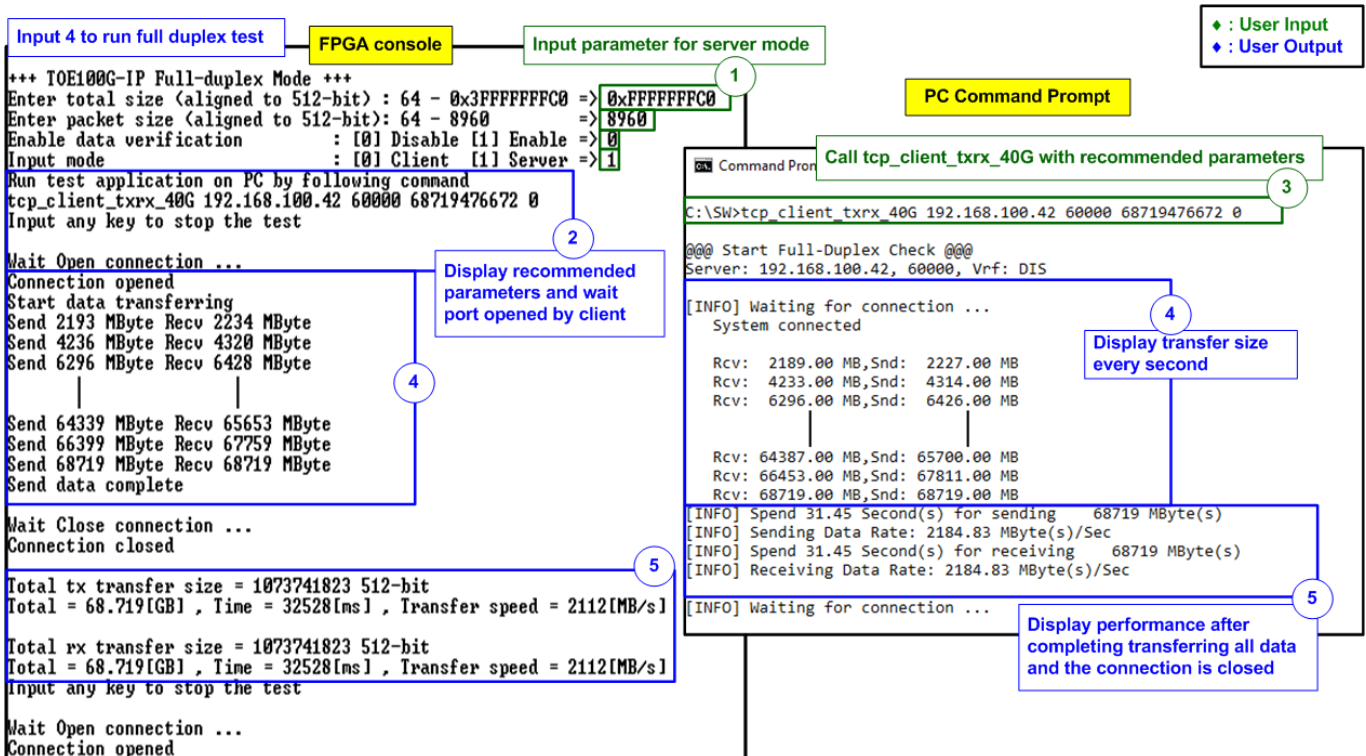 Input 4 to run full duplex test
FPGA console
Input parameter for server mode
♦ : User Input
♦ : User Output
+++ TOE100G-IP Full-duplex Mode +++
1
Enter total size (aligned to 512-bit) : 64 - 0x3FFFFFFFC0 => 0xFFFFFFFC0
Enter packet size (aligned to 512-bit): 64 - 8960 => 8960
Enable data verification : [0] Disable [1] Enable => 0
Input mode : [0] Client [1] Server => 1
Run test application on PC by following command
tcp_client_txrx_40G 192.168.100.42 60000 68719476672 0
Input any key to stop the test
2
Wait Open connection ...
Display recommended
parameters and wait
port opened by client
Connection opened
Start data transferring
Send 2193 MByte Recv 2234 MByte
Send 4236 MByte Recv 4320 MByte
Send 6296 MByte Recv 6428 MByte
4
Send 64339 MByte Recv 65653 MByte
Send 66399 MByte Recv 67759 MByte
Send 68719 MByte Recv 68719 MByte
Send data complete
Wait Close connection ...
Connection closed
5
Total tx transfer size = 1073741823 512-bit
Total = 68.719[GB] , Time = 32528[ms] , Transfer speed = 2112[MB/s]
Total rx transfer size = 1073741823 512-bit
Total = 68.719[GB] , Time = 32528[ms] , Transfer speed = 2112[MB/s]
Input any key to stop the test
Wait Open connection ...
Connection opened
PC Command Prompt
Command Pron
Call tcp_client_txrx_40G with recommended parameters
3
C:\SW>tcp_client_txrx_40G 192.168.100.42 60000 68719476672 0
@@@ Start Full-Duplex Check @@@
Server: 192.168.100.42, 60000, Vrf: DIS
[INFO] Waiting for connection ...
System connected
4
Display transfer size
every second
Rcv: 2189.00 MB,Snd: 2227.00 MB
Rcv: 4233.00 MB,Snd: 4314.00 MB
Rcv: 6296.00 MB,Snd: 6426.00 MB
Rcv: 64387.00 MB,Snd: 65700.00 MB
Rcv: 66453.00 MB,Snd: 67811.00 MB
Rcv: 68719.00 MB,Snd: 68719.00 MB
[INFO] Spend 31.45 Second(s) for sending 68719 MByte(s)
[INFO] Sending Data Rate: 2184.83 MByte(s)/Sec
[INFO] Spend 31.45 Second(s) for receiving 68719 MByte(s)
[INFO] Receiving Data Rate: 2184.83 MByte(s)/Sec
5
[INFO] Waiting for connection ...
Display performance after
completing transferring all data
and the connection is closed